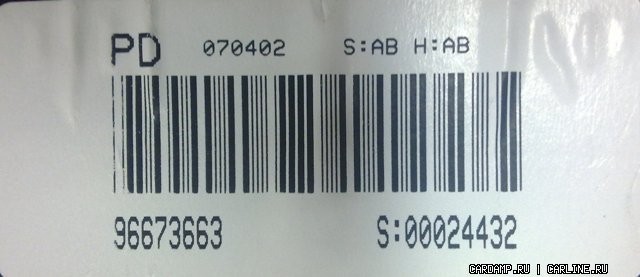 PD 070402 S:AB H:AB
96673663 S:00024432
CARDAMP.RU | CARLINE.RU